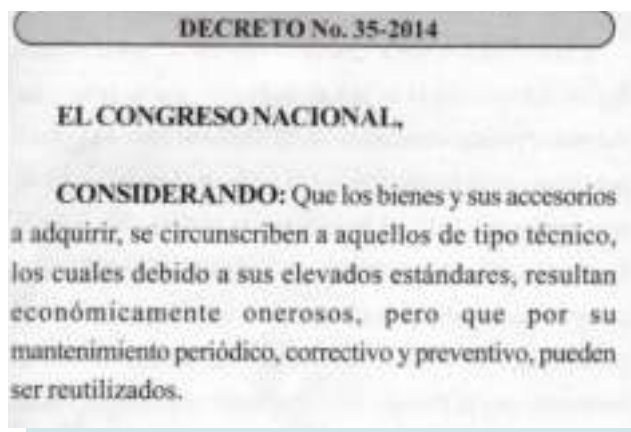 DECRETO No. 35-2014
EL CONGRESO NACIONAL,
CONSIDERANDO: Que los bienes y sus accesorios
a adquirir, se circunscriben a aquellos de tipo técnico,
los cuales debido a sus elevados estándares, resultan
económicamente onerosos, pero que por su
mantenimiento periódico, correctivo y preventivo, pueden
ser reutilizados.